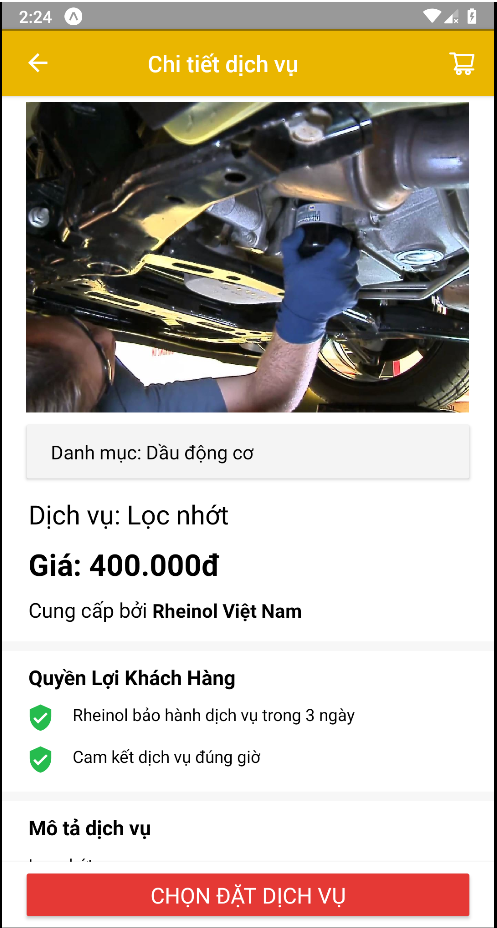 2:24
Chi tiết dịch vụ
Danh mục: Dầu động cơ
Dịch vụ: Lọc nhớt
Giá: 400.000đ
Cung cấp bởi Rheinol Việt Nam
Quyền Lợi Khách Hàng
Rheinol bảo hành dịch vụ trong 3 ngày
Cam kết dịch vụ đúng giờ
Mô tả dịch vụ
CHỌN ĐẶT DỊCH VỤ